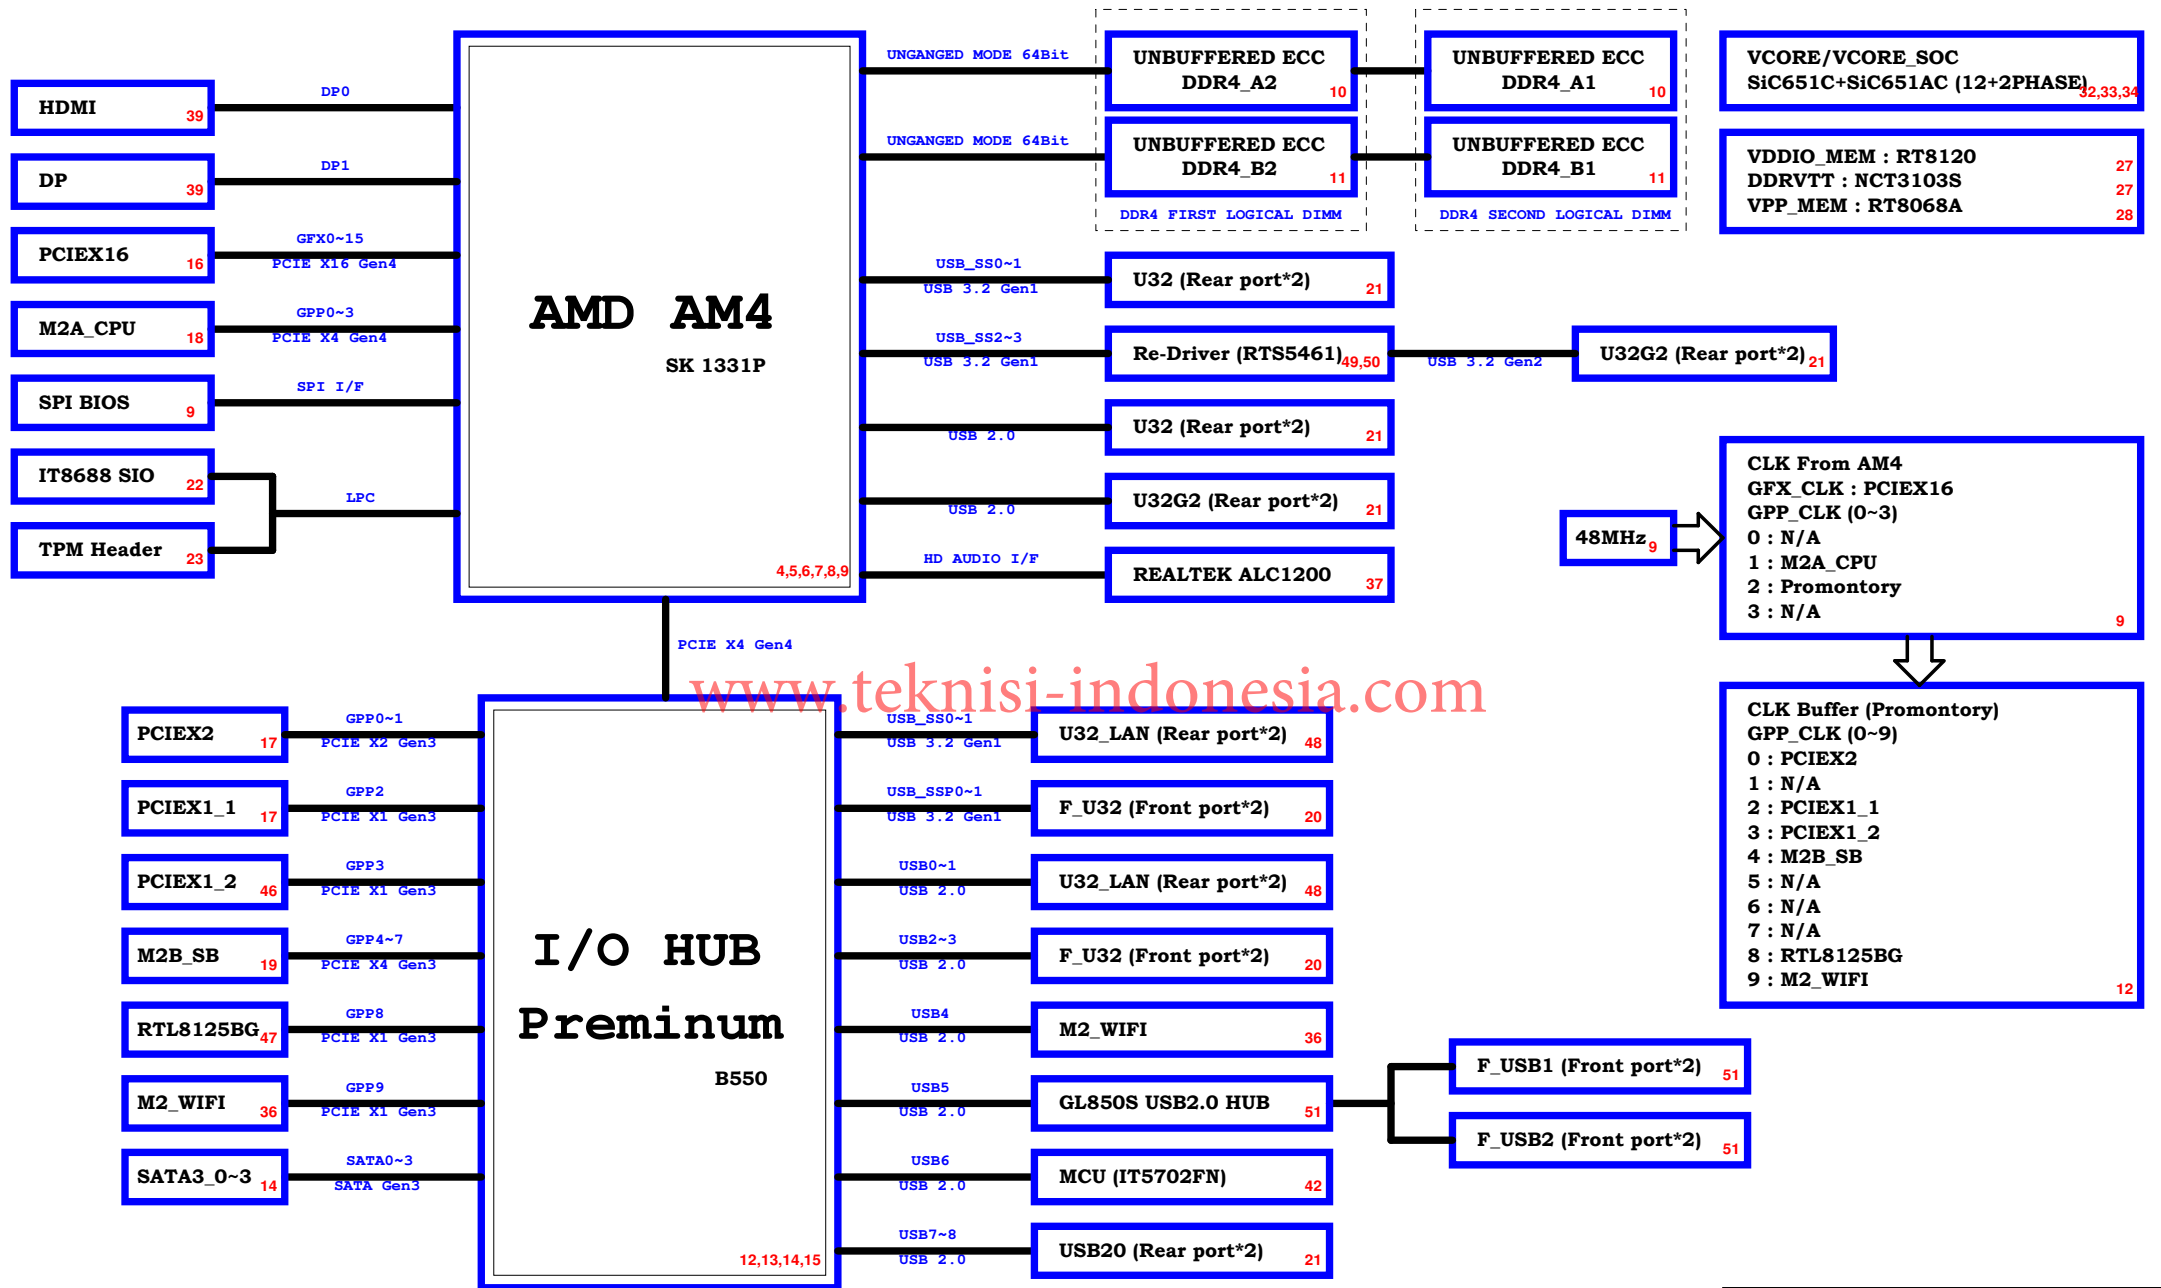 HDMI
39
DP0
DP
39
DP1
PCIEX16
16
GFX0~15
PCIE X16 Gen4
M2A_CPU
18
GPP0~3
PCIE X4 Gen4
SPI BIOS
9
SPI I/F
IT8688 SIO
22
LPC
TPM Header
23
AMD AM4
SK 1331P
4,5,6,7,8,9
UNGANGED MODE 64Bit
UNBUFFERED ECC
DDR4_A2
10
UNBUFFERED ECC
DDR4_A1
10
UNGANGED MODE 64Bit
UNBUFFERED ECC
DDR4_B2
11
UNBUFFERED ECC
DDR4_B1
11
DDR4 FIRST LOGICAL DIMM
DDR4 SECOND LOGICAL DIMM
USB_SS0~1
USB 3.2 Gen1
U32 (Rear port*2)
21
USB_SS2~3
USB 3.2 Gen1
Re-Driver (RTS5461)
49,50
USB 3.2 Gen2
U32G2 (Rear port*2)
21
USB 2.0
U32 (Rear port*2)
21
USB 2.0
U32G2 (Rear port*2)
21
HD AUDIO I/F
REALTEK ALC1200
37
VCORE/VCORE_SOC
SiC651C+SiC651AC (12+2PHASE)
32,33,34
VDDIO_MEM : RT8120
27
DDRVTT : NCT3103S
27
VPP_MEM : RT8068A
28
48MHz
9
CLK From AM4
GFX_CLK : PCIEX16
GPP_CLK (0~3)
0 : N/A
1 : M2A_CPU
2 : Promontory
3 : N/A
9
PCIE X4 Gen4
www.teknisi-indonesia.com
PCIEX2
17
GPP0~1
PCIE X2 Gen3
PCIEX1_1
17
GPP2
PCIE X1 Gen3
PCIEX1_2
46
GPP3
PCIE X1 Gen3
M2B_SB
19
GPP4~7
PCIE X4 Gen3
RTL8125BG
47
GPP8
PCIE X1 Gen3
M2_WIFI
36
GPP9
PCIE X1 Gen3
SATA3_0~3
14
SATA0~3
SATA Gen3
I/O HUB
Preminum
B550
12,13,14,15
USB_SS0~1
USB 3.2 Gen1
U32_LAN (Rear port*2)
48
USB_SSP0~1
USB 3.2 Gen1
F_U32 (Front port*2)
20
USB0~1
USB 2.0
U32_LAN (Rear port*2)
48
USB2~3
USB 2.0
F_U32 (Front port*2)
20
USB4
USB 2.0
M2_WIFI
36
USB5
USB 2.0
GL850S USB2.0 HUB
51
F_USB1 (Front port*2)
51
F_USB2 (Front port*2)
51
USB6
USB 2.0
MCU (IT5702FN)
42
USB7~8
USB 2.0
USB20 (Rear port*2)
21
CLK Buffer (Promontory)
GPP_CLK (0~9)
0 : PCIEX2
1 : N/A
2 : PCIEX1_1
3 : PCIEX1_2
4 : M2B_SB
5 : N/A
6 : N/A
7 : N/A
8 : RTL8125BG
9 : M2_WIFI
12